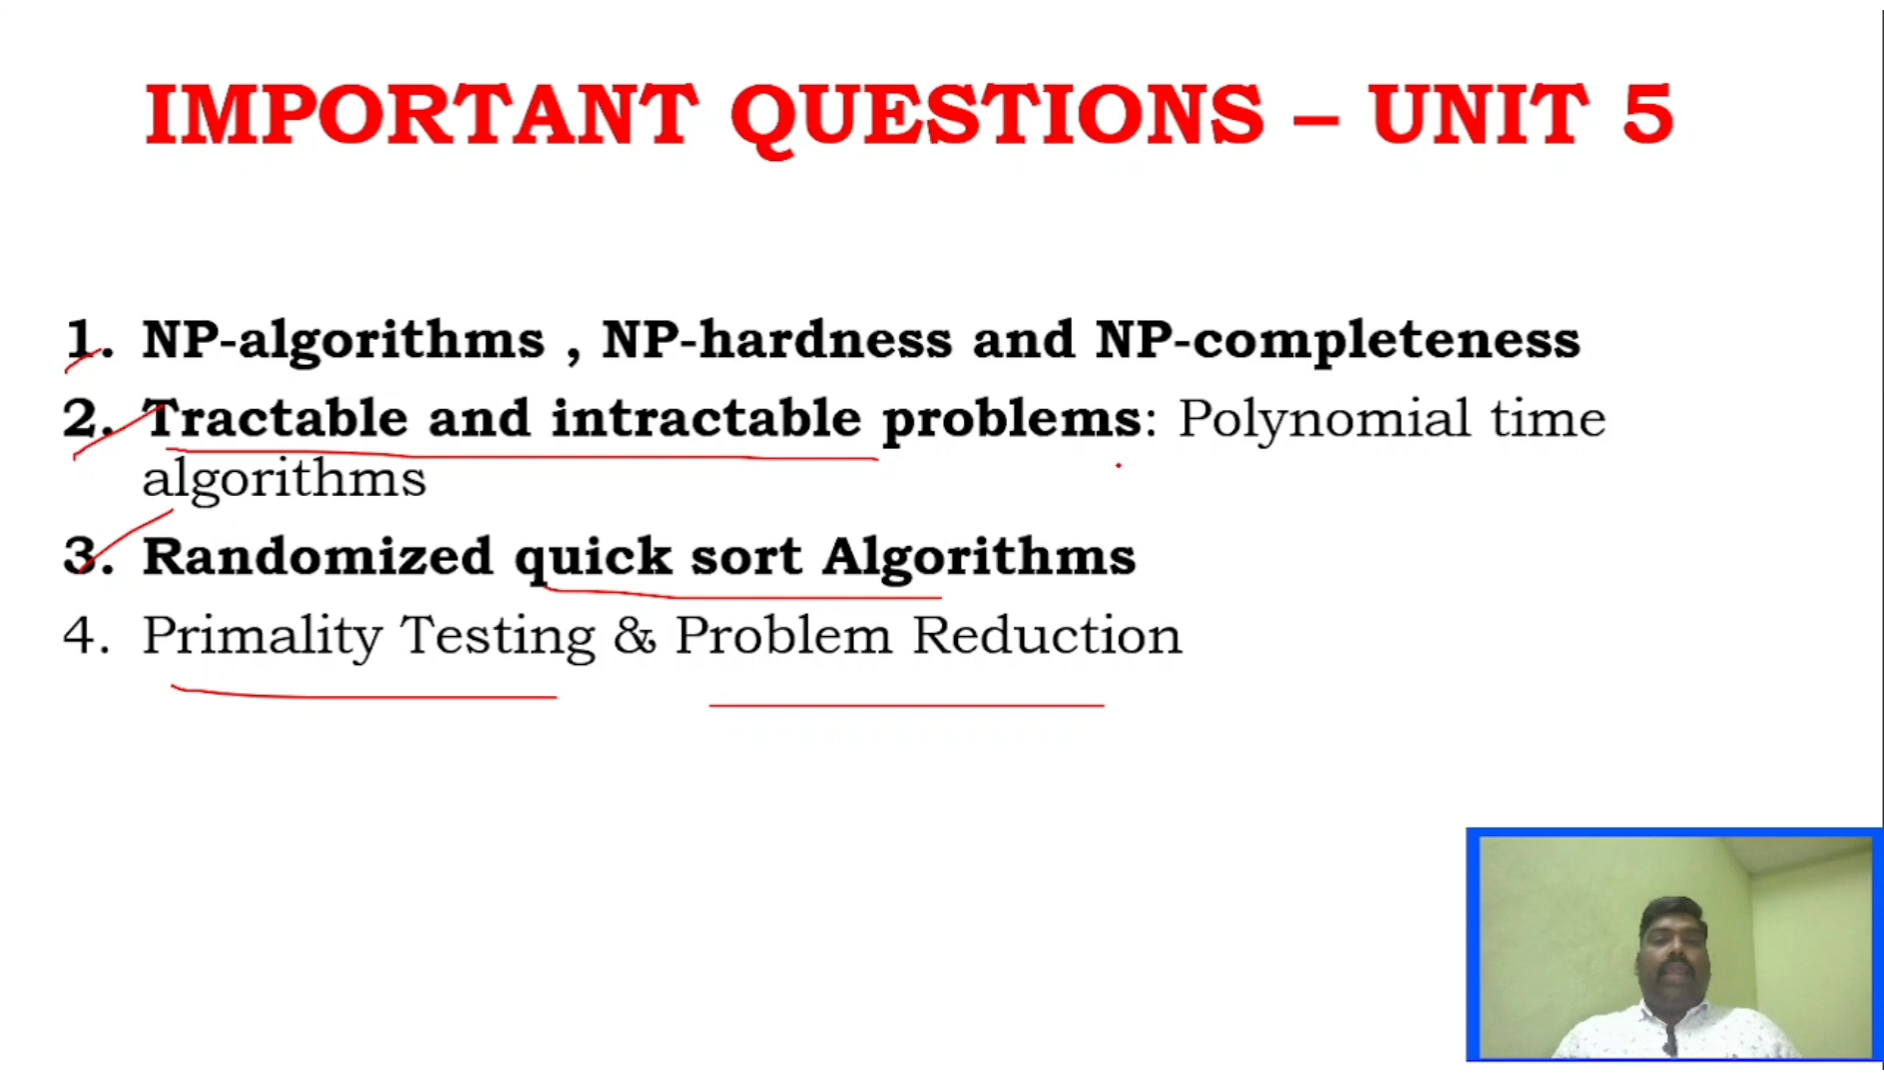 IMPORTANT QUESTIONS – UNIT 5
1. NP-algorithms , NP-hardness and NP-completeness
2. Tractable and intractable problems: Polynomial time
algorithms
3. Randomized quick sort Algorithms
4. Primality Testing & Problem Reduction